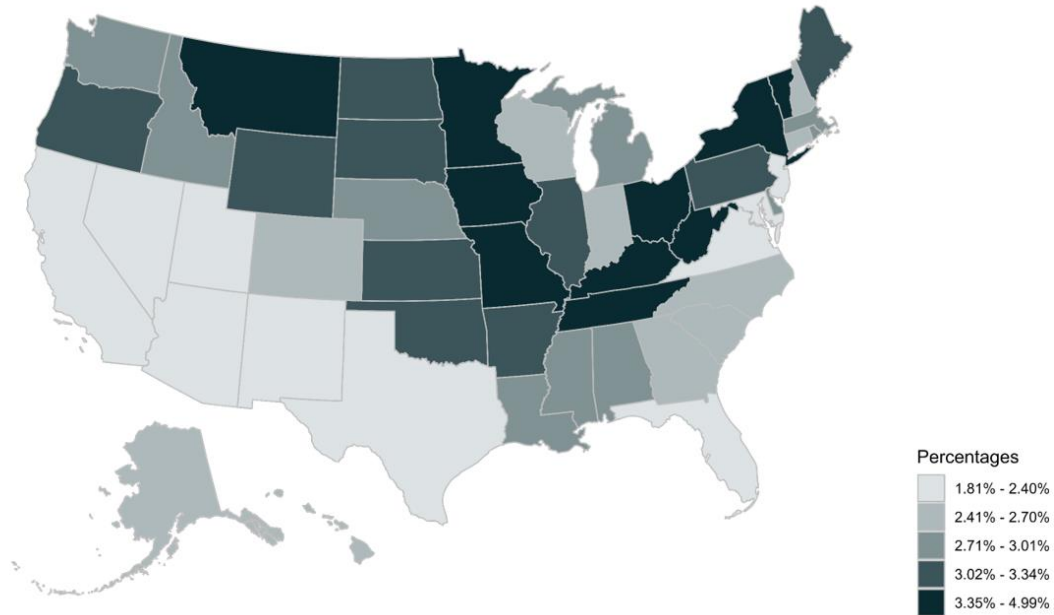 Percentages
1.81% - 2.40%
2.41% - 2.70%
2.71% - 3.01%
3.02% - 3.34%
3.35% - 4.99%